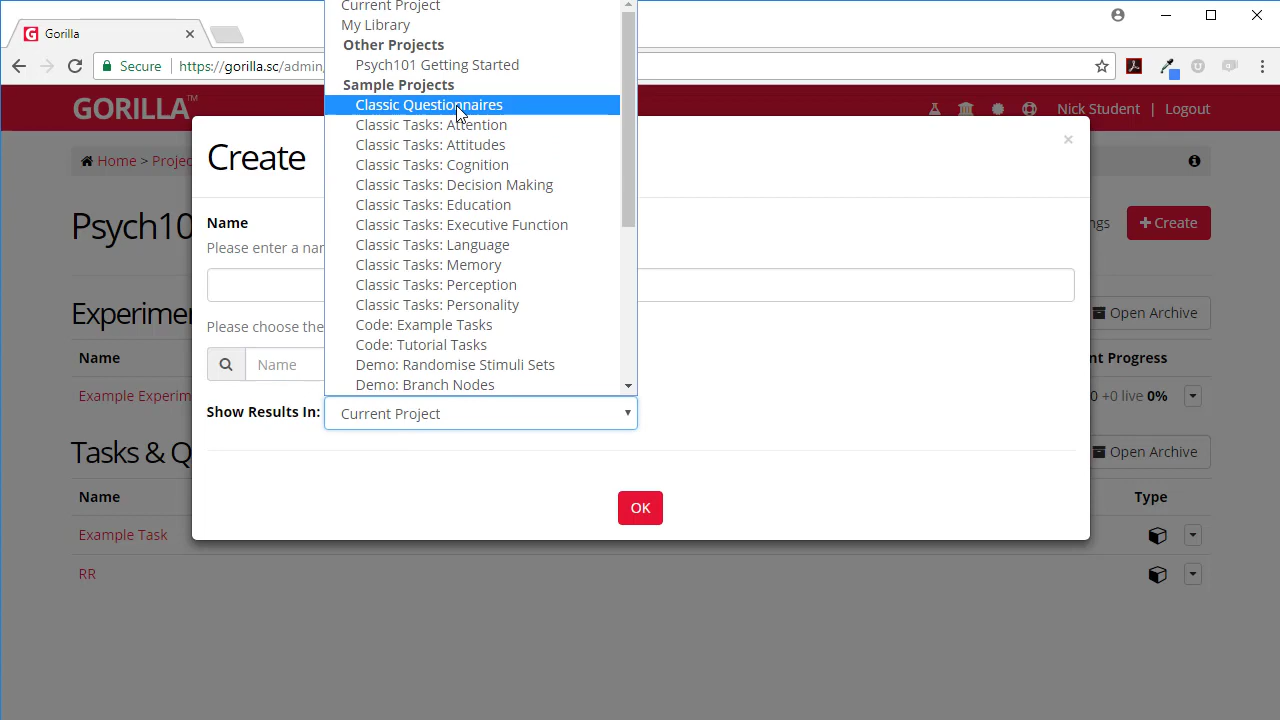 Gorilla
Secure
https://gorilla.sc/admin/
GORILLA™
Nick Student | Logout
Home > Projec
Psych10
ngs
Create
Experimen
Open Archive
Name
nt Progress
Example Experim
0 +0 live 0%
Tasks & Q
Open Archive
Name
Type
Example Task
RR
Create
×
Name
Please enter a nam
Please choose the
Name
Show Results In:
Current Project
OK
Current Project
My Library
Other Projects
Psych101 Getting Started
Sample Projects
Classic Questionnaires
Classic Tasks: Attention
Classic Tasks: Attitudes
Classic Tasks: Cognition
Classic Tasks: Decision Making
Classic Tasks: Education
Classic Tasks: Executive Function
Classic Tasks: Language
Classic Tasks: Memory
Classic Tasks: Perception
Classic Tasks: Personality
Code: Example Tasks
Code: Tutorial Tasks
Demo: Randomise Stimuli Sets
Demo: Branch Nodes